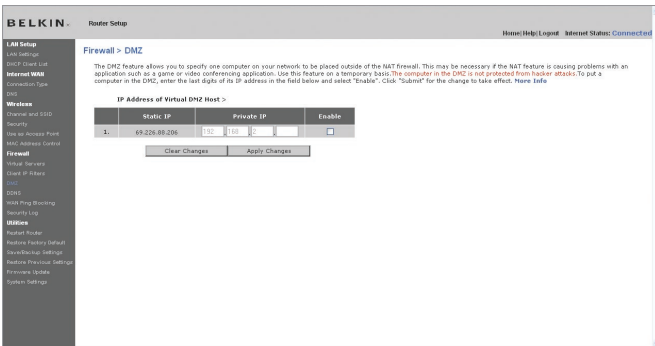 BELKIN. Router Setup
Home|Help|Logout Internet Status: Connected
LAN Setup
LAN Settings
DHCP Client List
Internet WAN
Connection Type
DNS
Wireless
Channel and SSID
Security
Use as Access Point
MAC Address Control
Firewall
Virtual Servers
Client IP Filters
DMZ
DDNS
WAN Ping Blocking
Security Log
Utilities
Restart Router
Restore Factory Default
Save/Backup Settings
Restore Previous Settings
Firmware Update
System Settings
Firewall > DMZ
The DMZ feature allows you to specify one computer on your network to be placed outside of the NAT firewall. This may be necessary if the NAT feature is causing problems with an
application such as a game or video conferencing application. Use this feature on a temporary basis.The computer in the DMZ is not protected from hacker attacks.To put a
computer in the DMZ, enter the last digits of its IP address in the field below and select "Enable". Click "Submit" for the change to take effect. More Info
IP Address of Virtual DMZ Host >
Static IP Private IP Enable
1. 69.226.88.206 192 .168 .2 .
Clear Changes Apply Changes